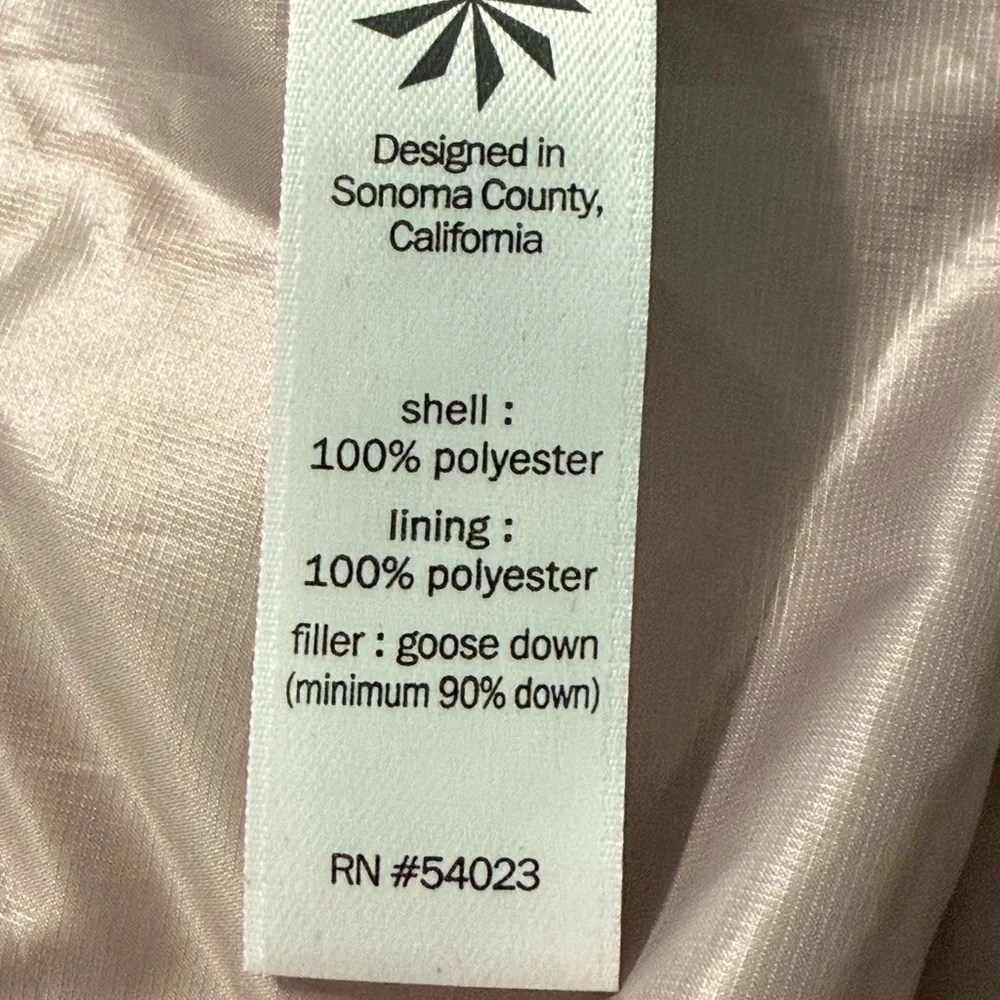 Designed in
Sonoma County,
California
shell :
100% polyester
lining :
100% polyester
filler : goose down
(minimum 90% down)
RN #54023